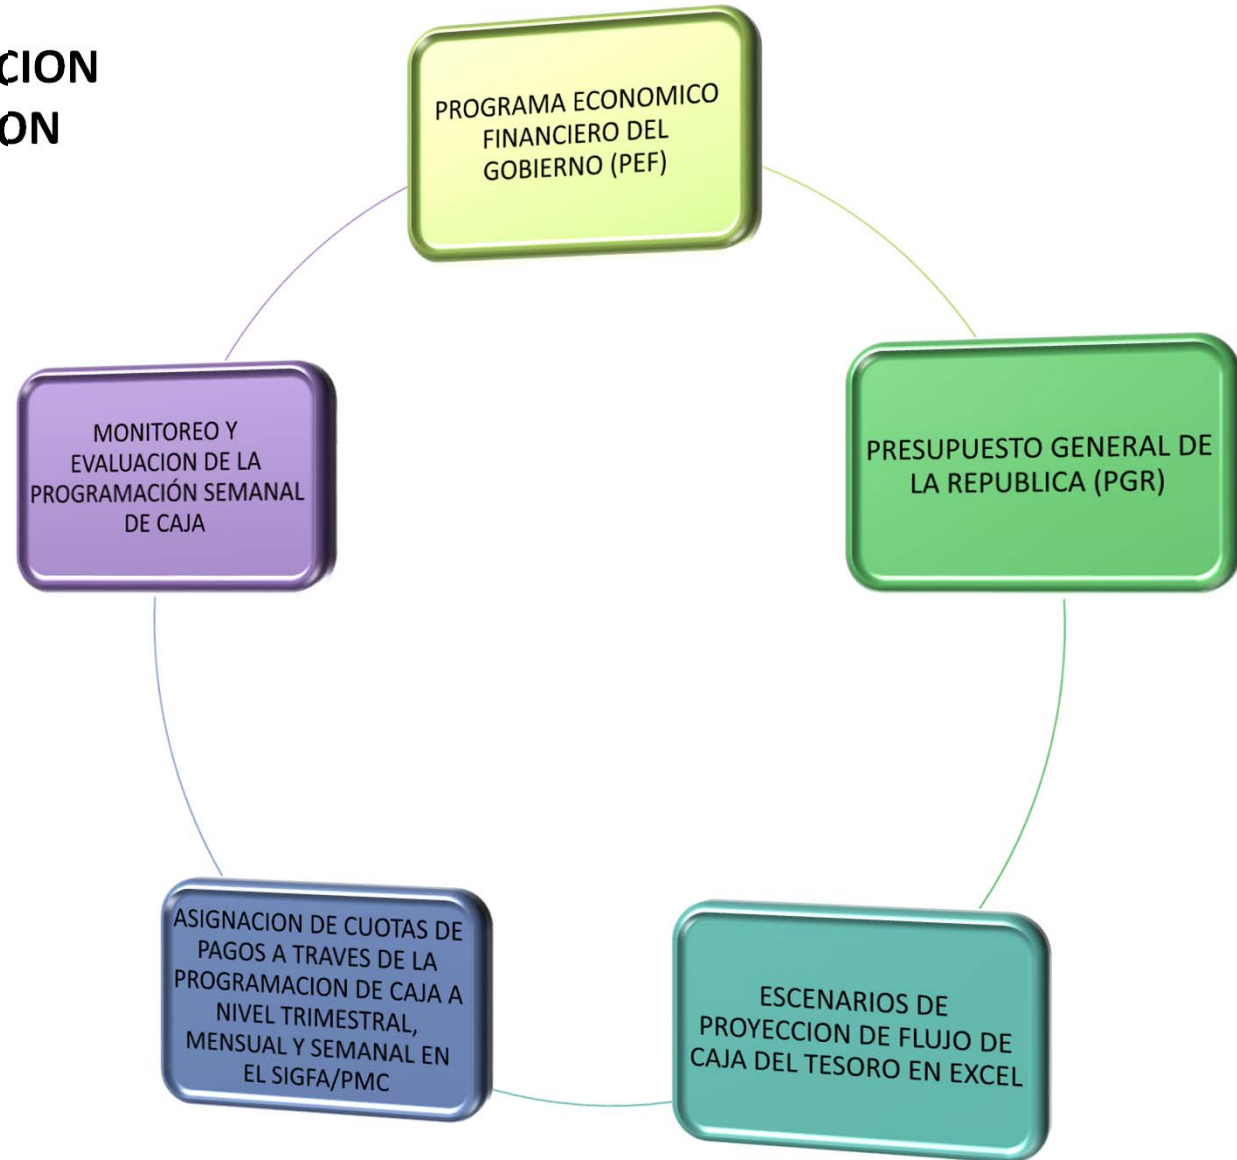 PROGRAMA ECONOMICO
FINANCIERO DEL
GOBIERNO (PEF)
PRESUPUESTO GENERAL DE
LA REPUBLICA (PGR)
ESCENARIOS DE
PROYECCION DE FLUJO DE
CAJA DEL TESORO EN EXCEL
ASIGNACION DE CUOTAS DE
PAGOS A TRAVES DE LA
PROGRAMACION DE CAJA A
NIVEL TRIMESTRAL,
MENSUAL Y SEMANAL EN
EL SIGFA/PMC
MONITOREO Y
EVALUACION DE LA
PROGRAMACIÓN SEMANAL
DE CAJA